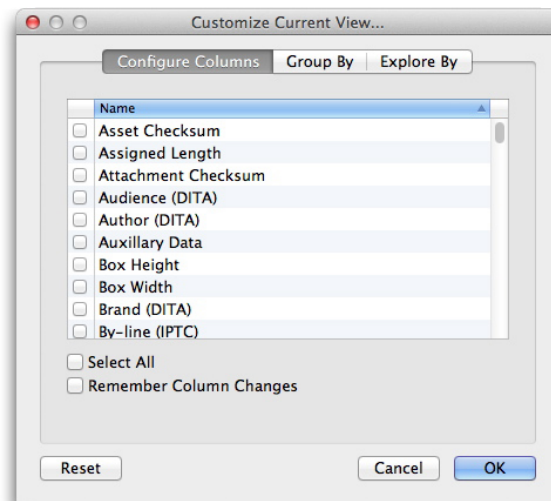 Customize Current View...
Configure Columns Group By Explore By
Name
Asset Checksum
Assigned Length
Attachment Checksum
Audience (DITA)
Author (DITA)
Auxillary Data
Box Height
Box Width
Brand (DITA)
By-line (IPTC)
Select All
Remember Column Changes
Reset Cancel OK